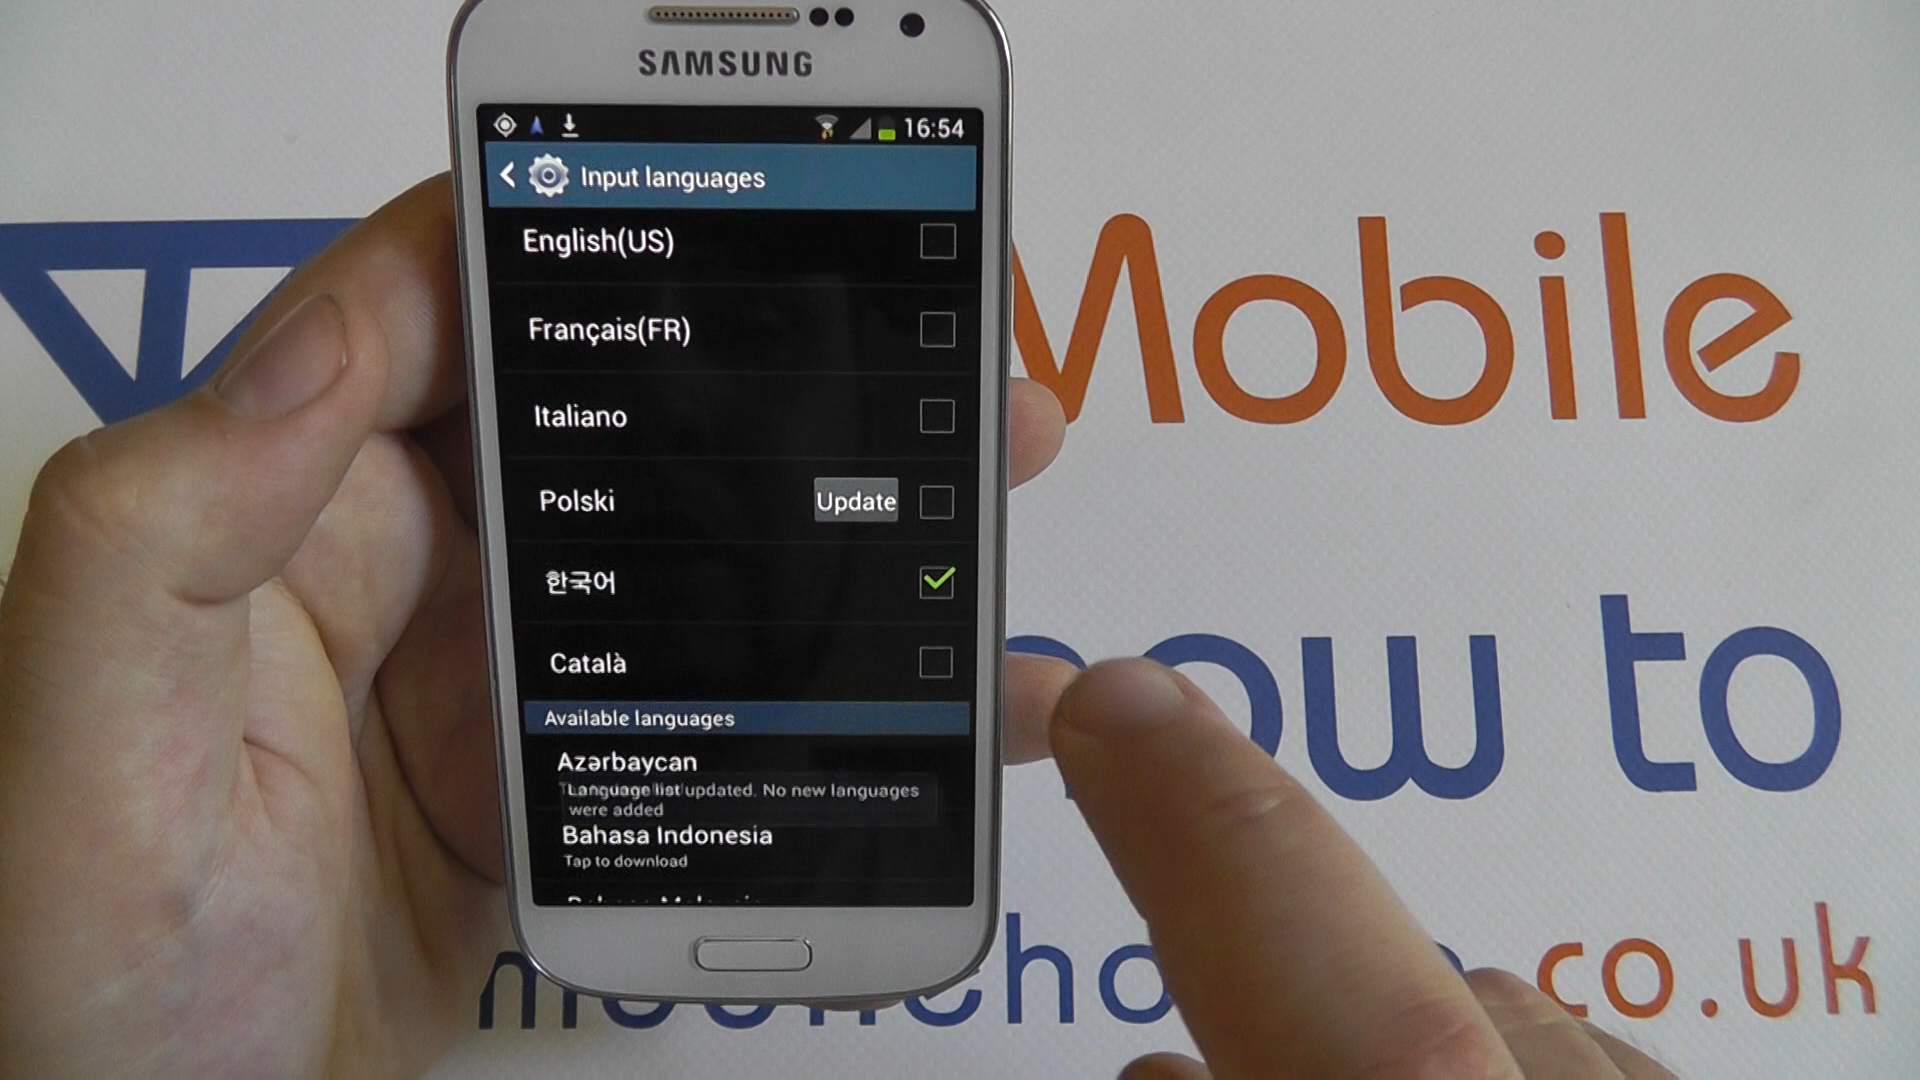 SAMSUNG
16:54
Input languages
English(US)
Français(FR)
Italiano
Polski
Update
한국어
Català
Available languages
Azərbaycan
Language list updated. No new languages
were added
Bahasa Indonesia
Tap to download
Mobile
how to
.co.uk